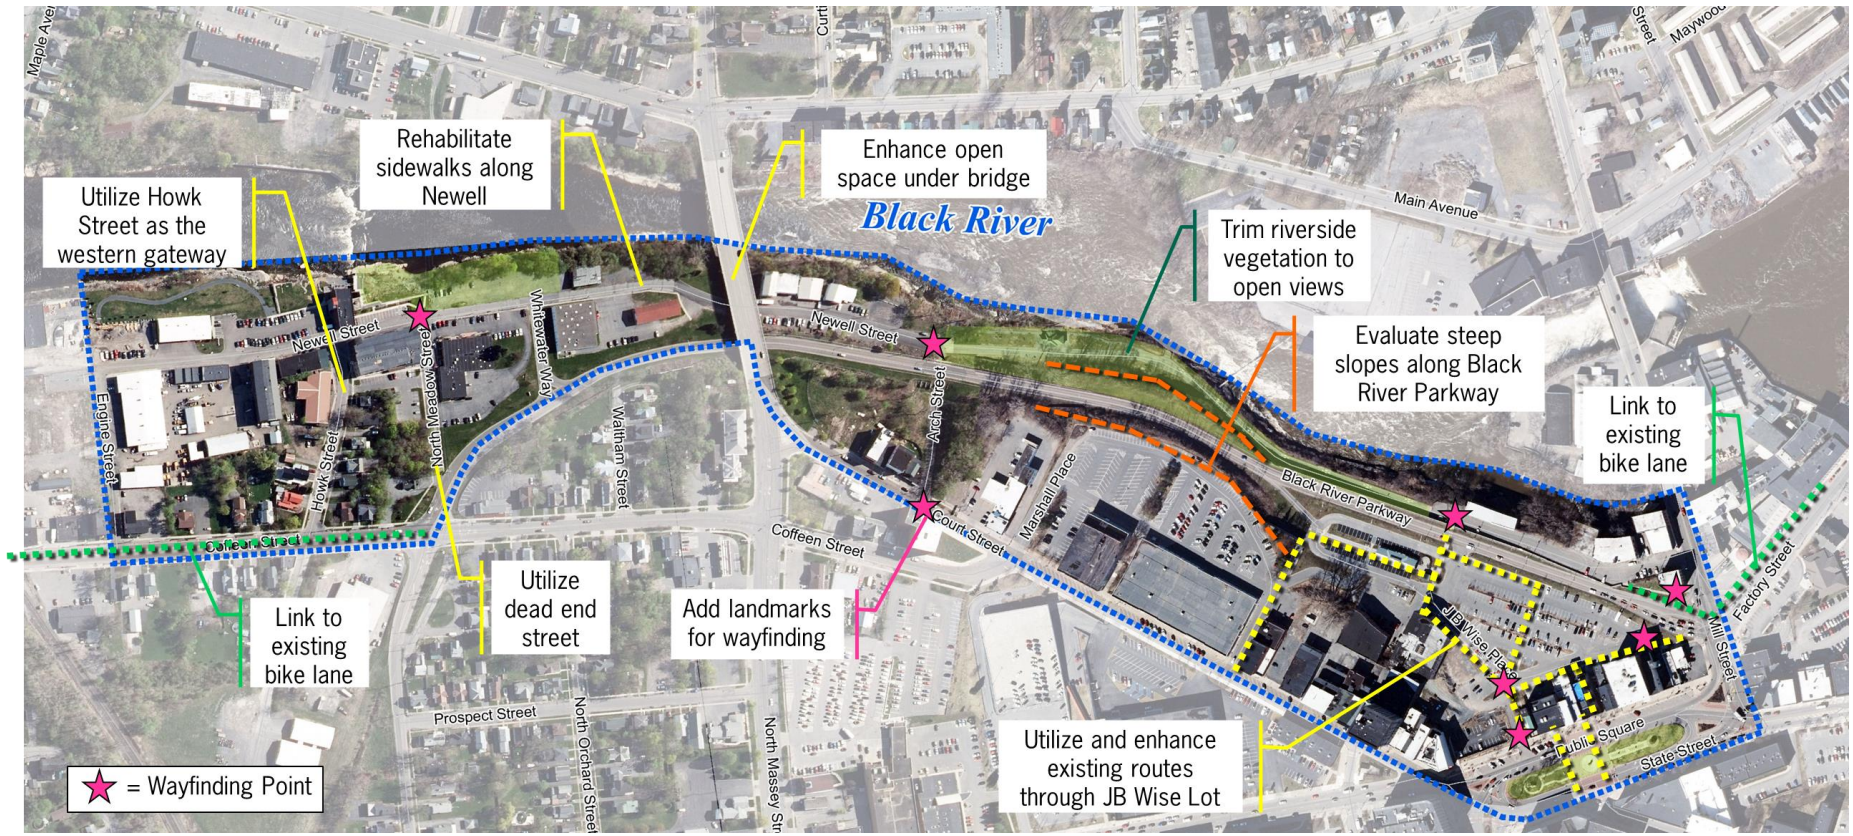 Maple Aven
Curti
Street
Maywood
Rehabilitate
sidewalks along
Newell
Enhance open
space under bridge
Utilize Howk
Street as the
western gateway
Black River
Main Avenue
Trim riverside
vegetation to
open views
Evaluate steep
slopes along Black
River Parkway
Link to
existing
bike lane
Newell Street
Newell Street
Whitewater Way
North Meadow Street
Engine Street
Howk Street
Waltham Street
Arch Street
Marshall Place
Black River Parkway
Coffeen Street
Coffeen Street
Court Street
Factory Street
Mill Street
JB Wise Place
Link to
existing
bike lane
Utilize
dead end
street
Add landmarks
for wayfinding
Prospect Street
North Orchard Street
North Massey Str
Utilize and enhance
existing routes
through JB Wise Lot
Public Square
State Street
= Wayfinding Point